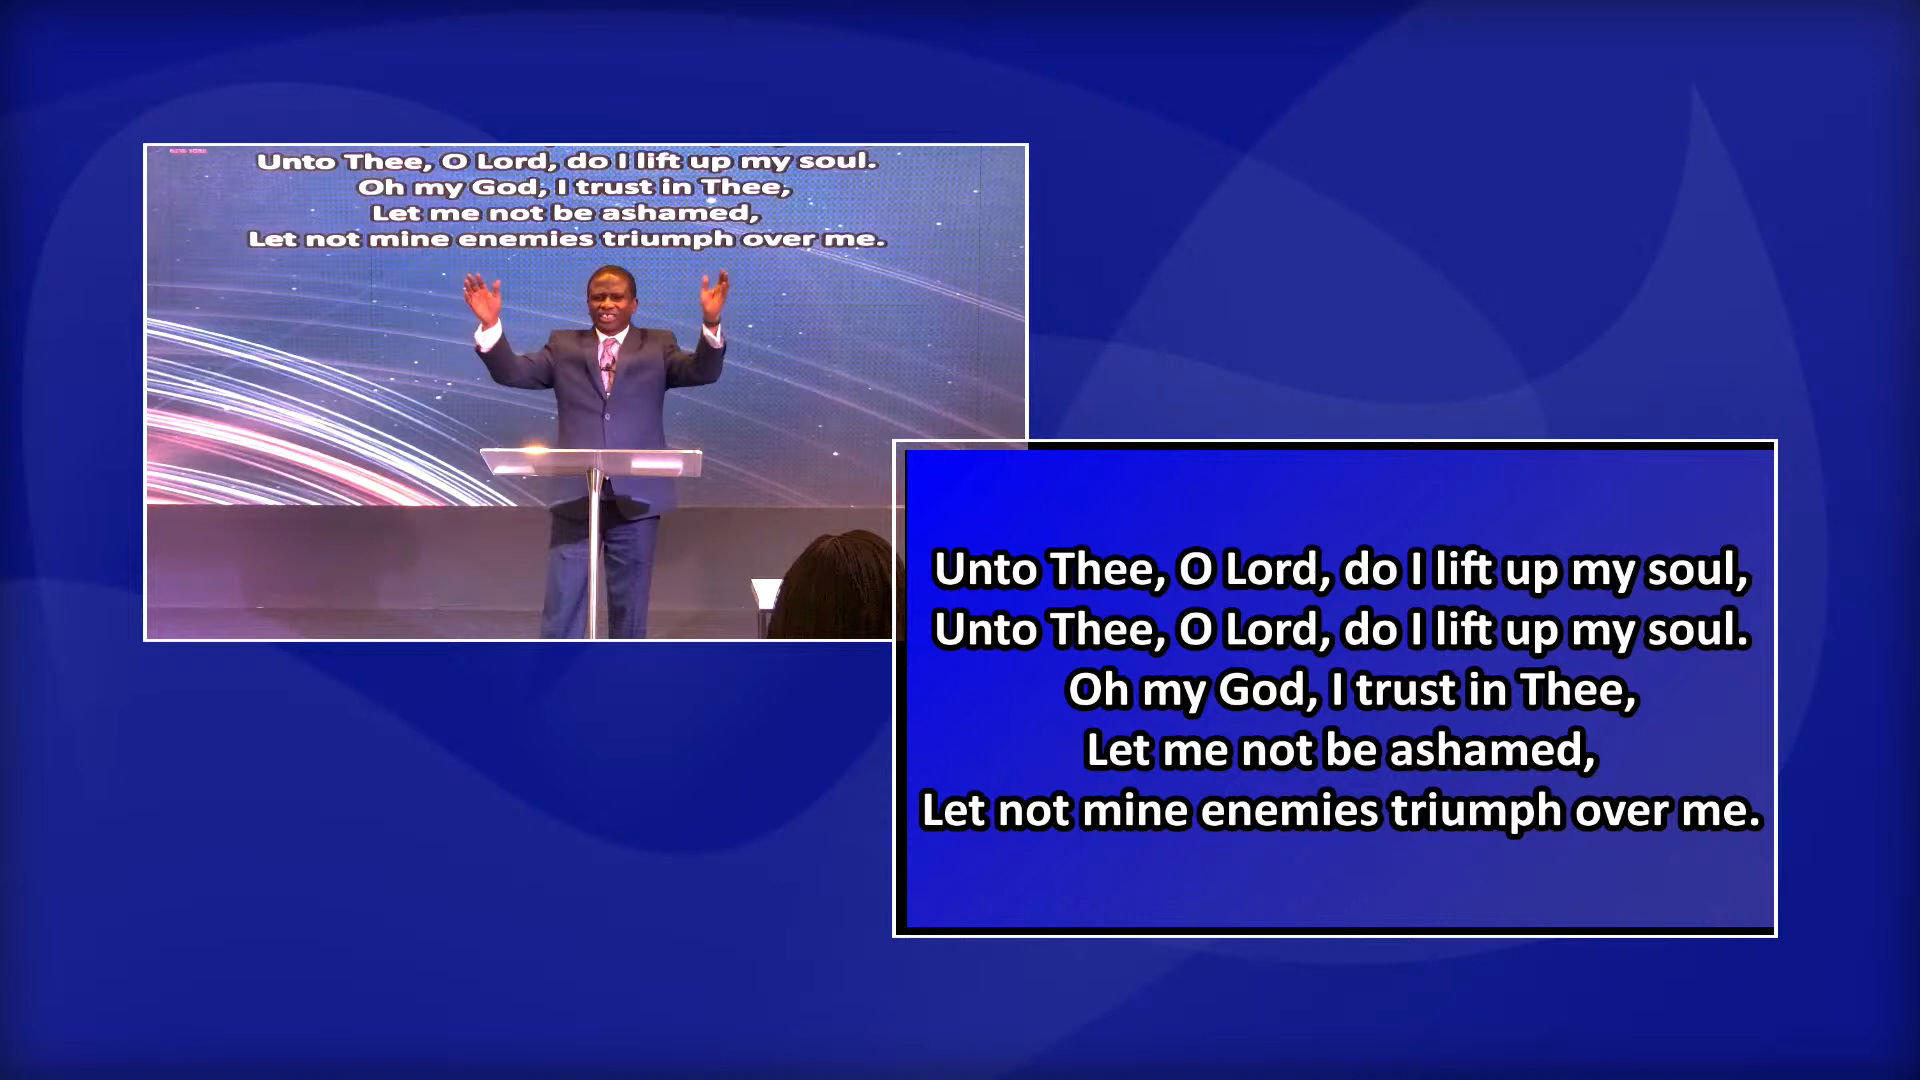 Unto Thee, O Lord, do I lift up my soul.
Oh my God, I trust in Thee,
Let me not be ashamed,
Let not mine enemies triumph over me.
Unto Thee, O Lord, do I lift up my soul,
Unto Thee, O Lord, do I lift up my soul.
Oh my God, I trust in Thee,
Let me not be ashamed,
Let not mine enemies triumph over me.